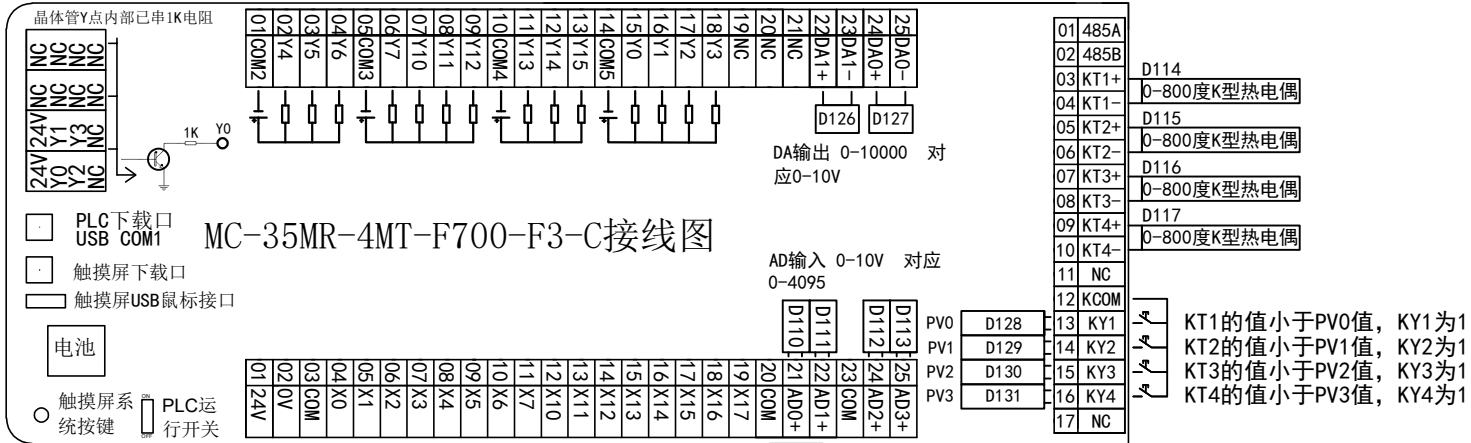 晶体管Y点内部已串1K电阻
NC NC NC NC
NC NC NC NC
24V 24V Y1 Y3
24V Y0 Y2 NC
1K
Y0
01 COM2
02 Y4
03 Y5
04 Y6
05 COM3
06 Y7
07 Y10
08 Y11
09 Y12
10 COM4
11 Y13
12 Y14
13 Y15
14 COM5
15 Y0
16 Y1
17 Y2
18 Y3
19 NC
20 NC
21 NC
22 DA1+
23 DA1-
24 DA0+
25 DA0-
D126
D127
DA输出 0-10000 对
应0-10V
PLC下载口
USB COM1
触摸屏下载口
触摸屏USB鼠标接口
电池
触摸屏系
统按键
ON
OFF
PLC运
行开关
MC-35MR-4MT-F700-F3-C接线图
AD输入 0-10V 对应
0-4095
D110
D111
D112
D113
01 24V
02 0V
03 COM
04 X0
05 X1
06 X2
07 X3
08 X4
09 X5
10 X6
11 X7
12 X10
13 X11
14 X12
15 X13
16 X14
17 X15
18 X16
19 X17
20 COM
21 AD0+
22 AD1+
23 COM
24 AD2+
25 AD3+
PV0 D128
PV1 D129
PV2 D130
PV3 D131
01 485A
02 485B
03 KT1+
04 KT1-
05 KT2+
06 KT2-
07 KT3+
08 KT3-
09 KT4+
10 KT4-
11 NC
12 KCOM
13 KY1
14 KY2
15 KY3
16 KY4
17 NC
D114
0-800度K型热电偶
D115
0-800度K型热电偶
D116
0-800度K型热电偶
D117
0-800度K型热电偶
KT1的值小于PV0值，KY1为1
KT2的值小于PV1值，KY2为1
KT3的值小于PV2值，KY3为1
KT4的值小于PV3值，KY4为1